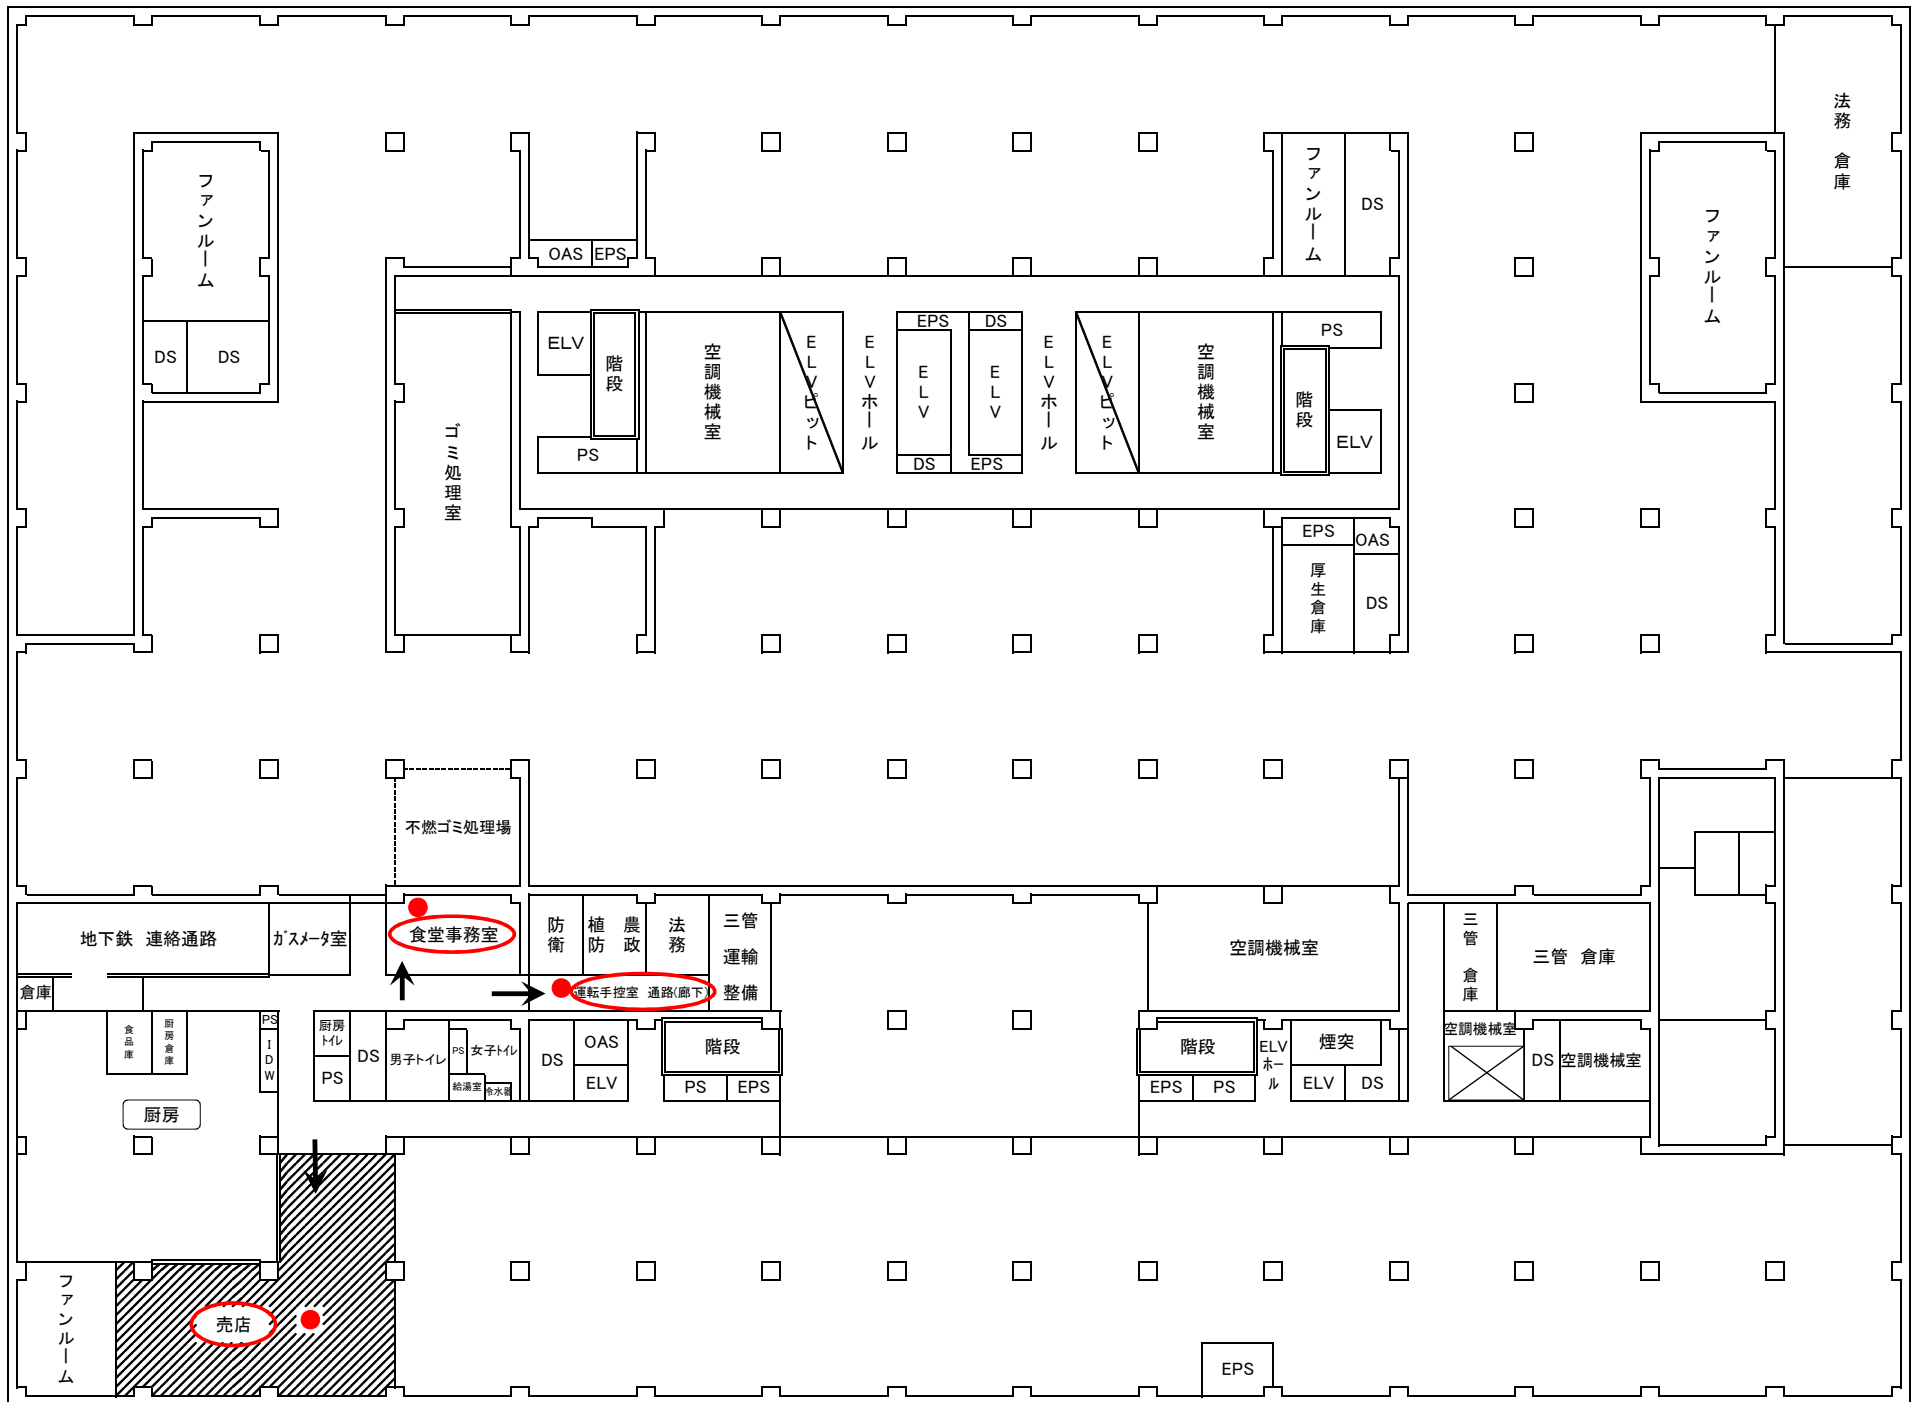 法務 倉庫
ファンルーム
ファンルーム
DS
ファンルーム
OAS
EPS
DS
DS
ELV
階段
空調機械室
ELVピット
ELVホール
EPS
DS
ELV
ELV
DS
EPS
ELVホール
ELVピット
空調機械室
PS
階段
ELV
PS
ゴミ処理室
EPS
OAS
厚生倉庫
DS
不燃ゴミ処理場
地下鉄 連絡通路
ガスメータ室
食堂事務室
防衛
植防
農政
法務
三管
運輸
整備
運転手控室 通路(廊下)
空調機械室
三管 倉庫
三管 倉庫
倉庫
食品庫
厨房倉庫
PS
IDW
厨房
トイレ
PS
DS
男子トイレ
PS
女子トイレ
給湯室
冷水器
DS
OAS
ELV
階段
PS
EPS
階段
EPS
PS
ELV
ホール
煙突
ELV
DS
空調機械室
DS
空調機械室
厨房
ファンルーム
売店
EPS